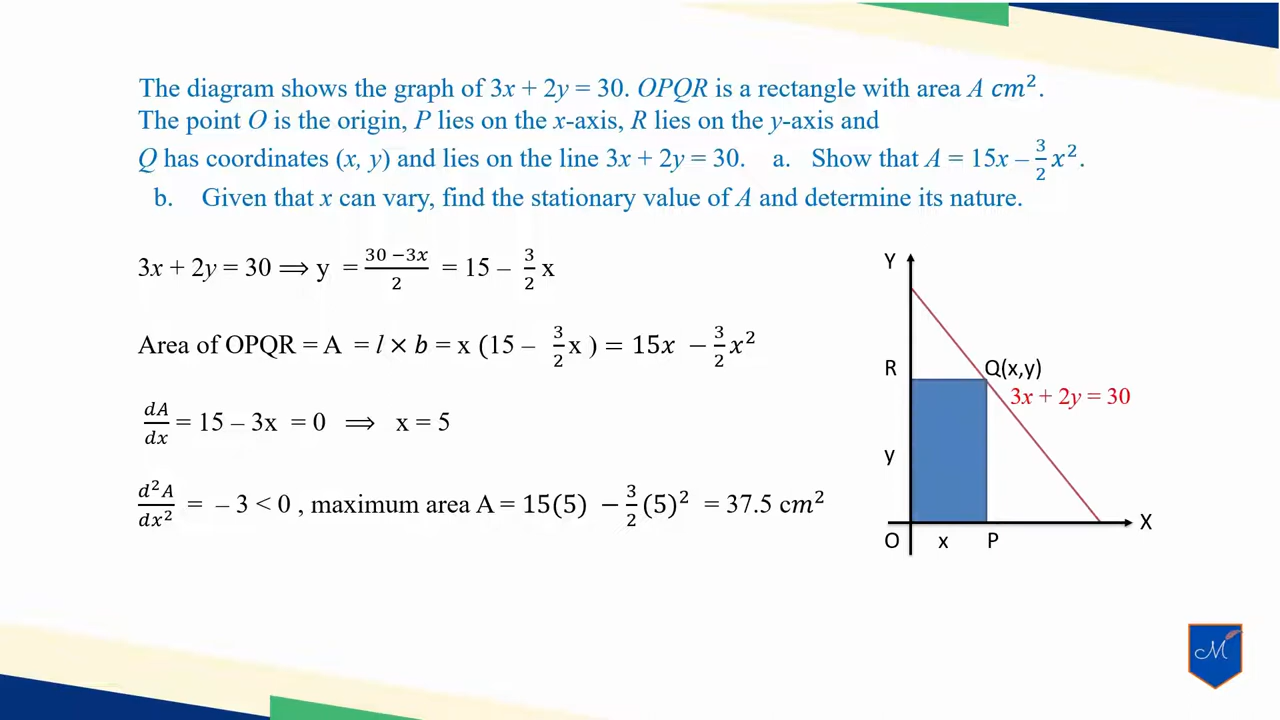 The diagram shows the graph of 3x + 2y = 30. OPQR is a rectangle with area A cm².
The point O is the origin, P lies on the x-axis, R lies on the y-axis and
Q has coordinates (x, y) and lies on the line 3x + 2y = 30. a. Show that A = 15x – 3/2 x².
b. Given that x can vary, find the stationary value of A and determine its nature.
3x + 2y = 30 ⟹ y = (30 –3x)/2 = 15 – 3/2 x
Area of OPQR = A = l × b = x (15 – 3/2 x ) = 15x − 3/2 x²
dA/dx = 15 – 3x = 0 ⟹ x = 5
d²A/dx² = – 3 < 0 , maximum area A = 15(5) − 3/2 (5)² = 37.5 cm²
Y
R
Q(x,y)
3x + 2y = 30
y
X
O
x
P
M